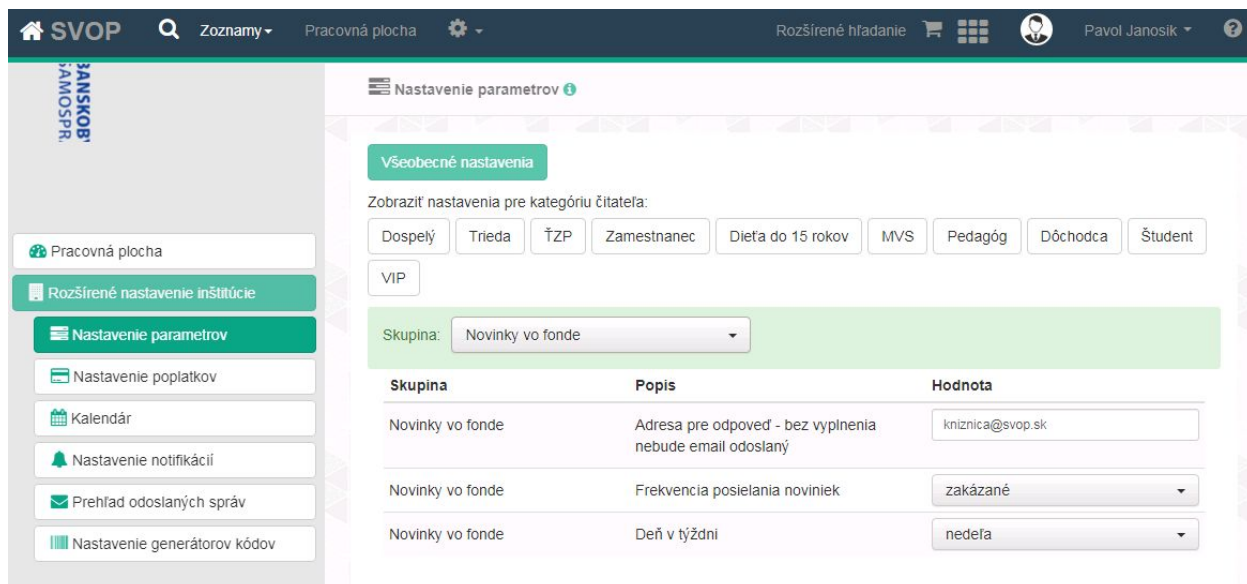 SVOP Zoznamy Pracovná plocha Rozšírené hľadanie Pavol Janosik
BANSKOB
SAMOSPR
Nastavenie parametrov
Všeobecné nastavenia
Zobraziť nastavenia pre kategóriu čitateľa:
Dospelý Trieda ŤZP Zamestnanec Dieťa do 15 rokov MVS Pedagóg Dôchodca Študent
VIP
Pracovná plocha
Rozšírené nastavenie inštitúcie
Nastavenie parametrov
Nastavenie poplatkov
Kalendár
Nastavenie notifikácií
Prehľad odoslaných správ
Nastavenie generátorov kódov
Skupina: Novinky vo fonde
Skupina Popis Hodnota
Novinky vo fonde Adresa pre odpoveď - bez vyplnenia kniznica@svop.sk
nebude email odoslaný
Novinky vo fonde Frekvencia posielania noviniek zakázané
Novinky vo fonde Deň v týždni nedeľa